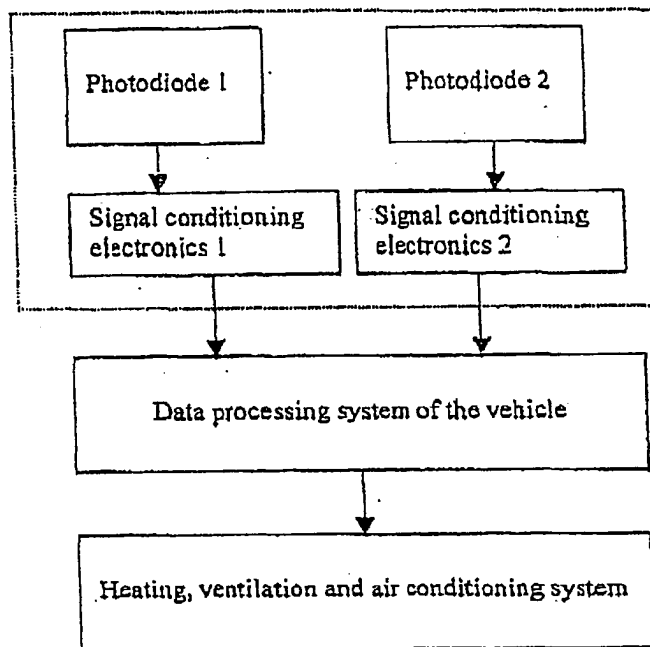 Photodiode 1
Photodiode 2
Signal conditioning
electronics 1
Signal conditioning
electronics 2
Data processing system of the vehicle
Heating, ventilation and air conditioning system